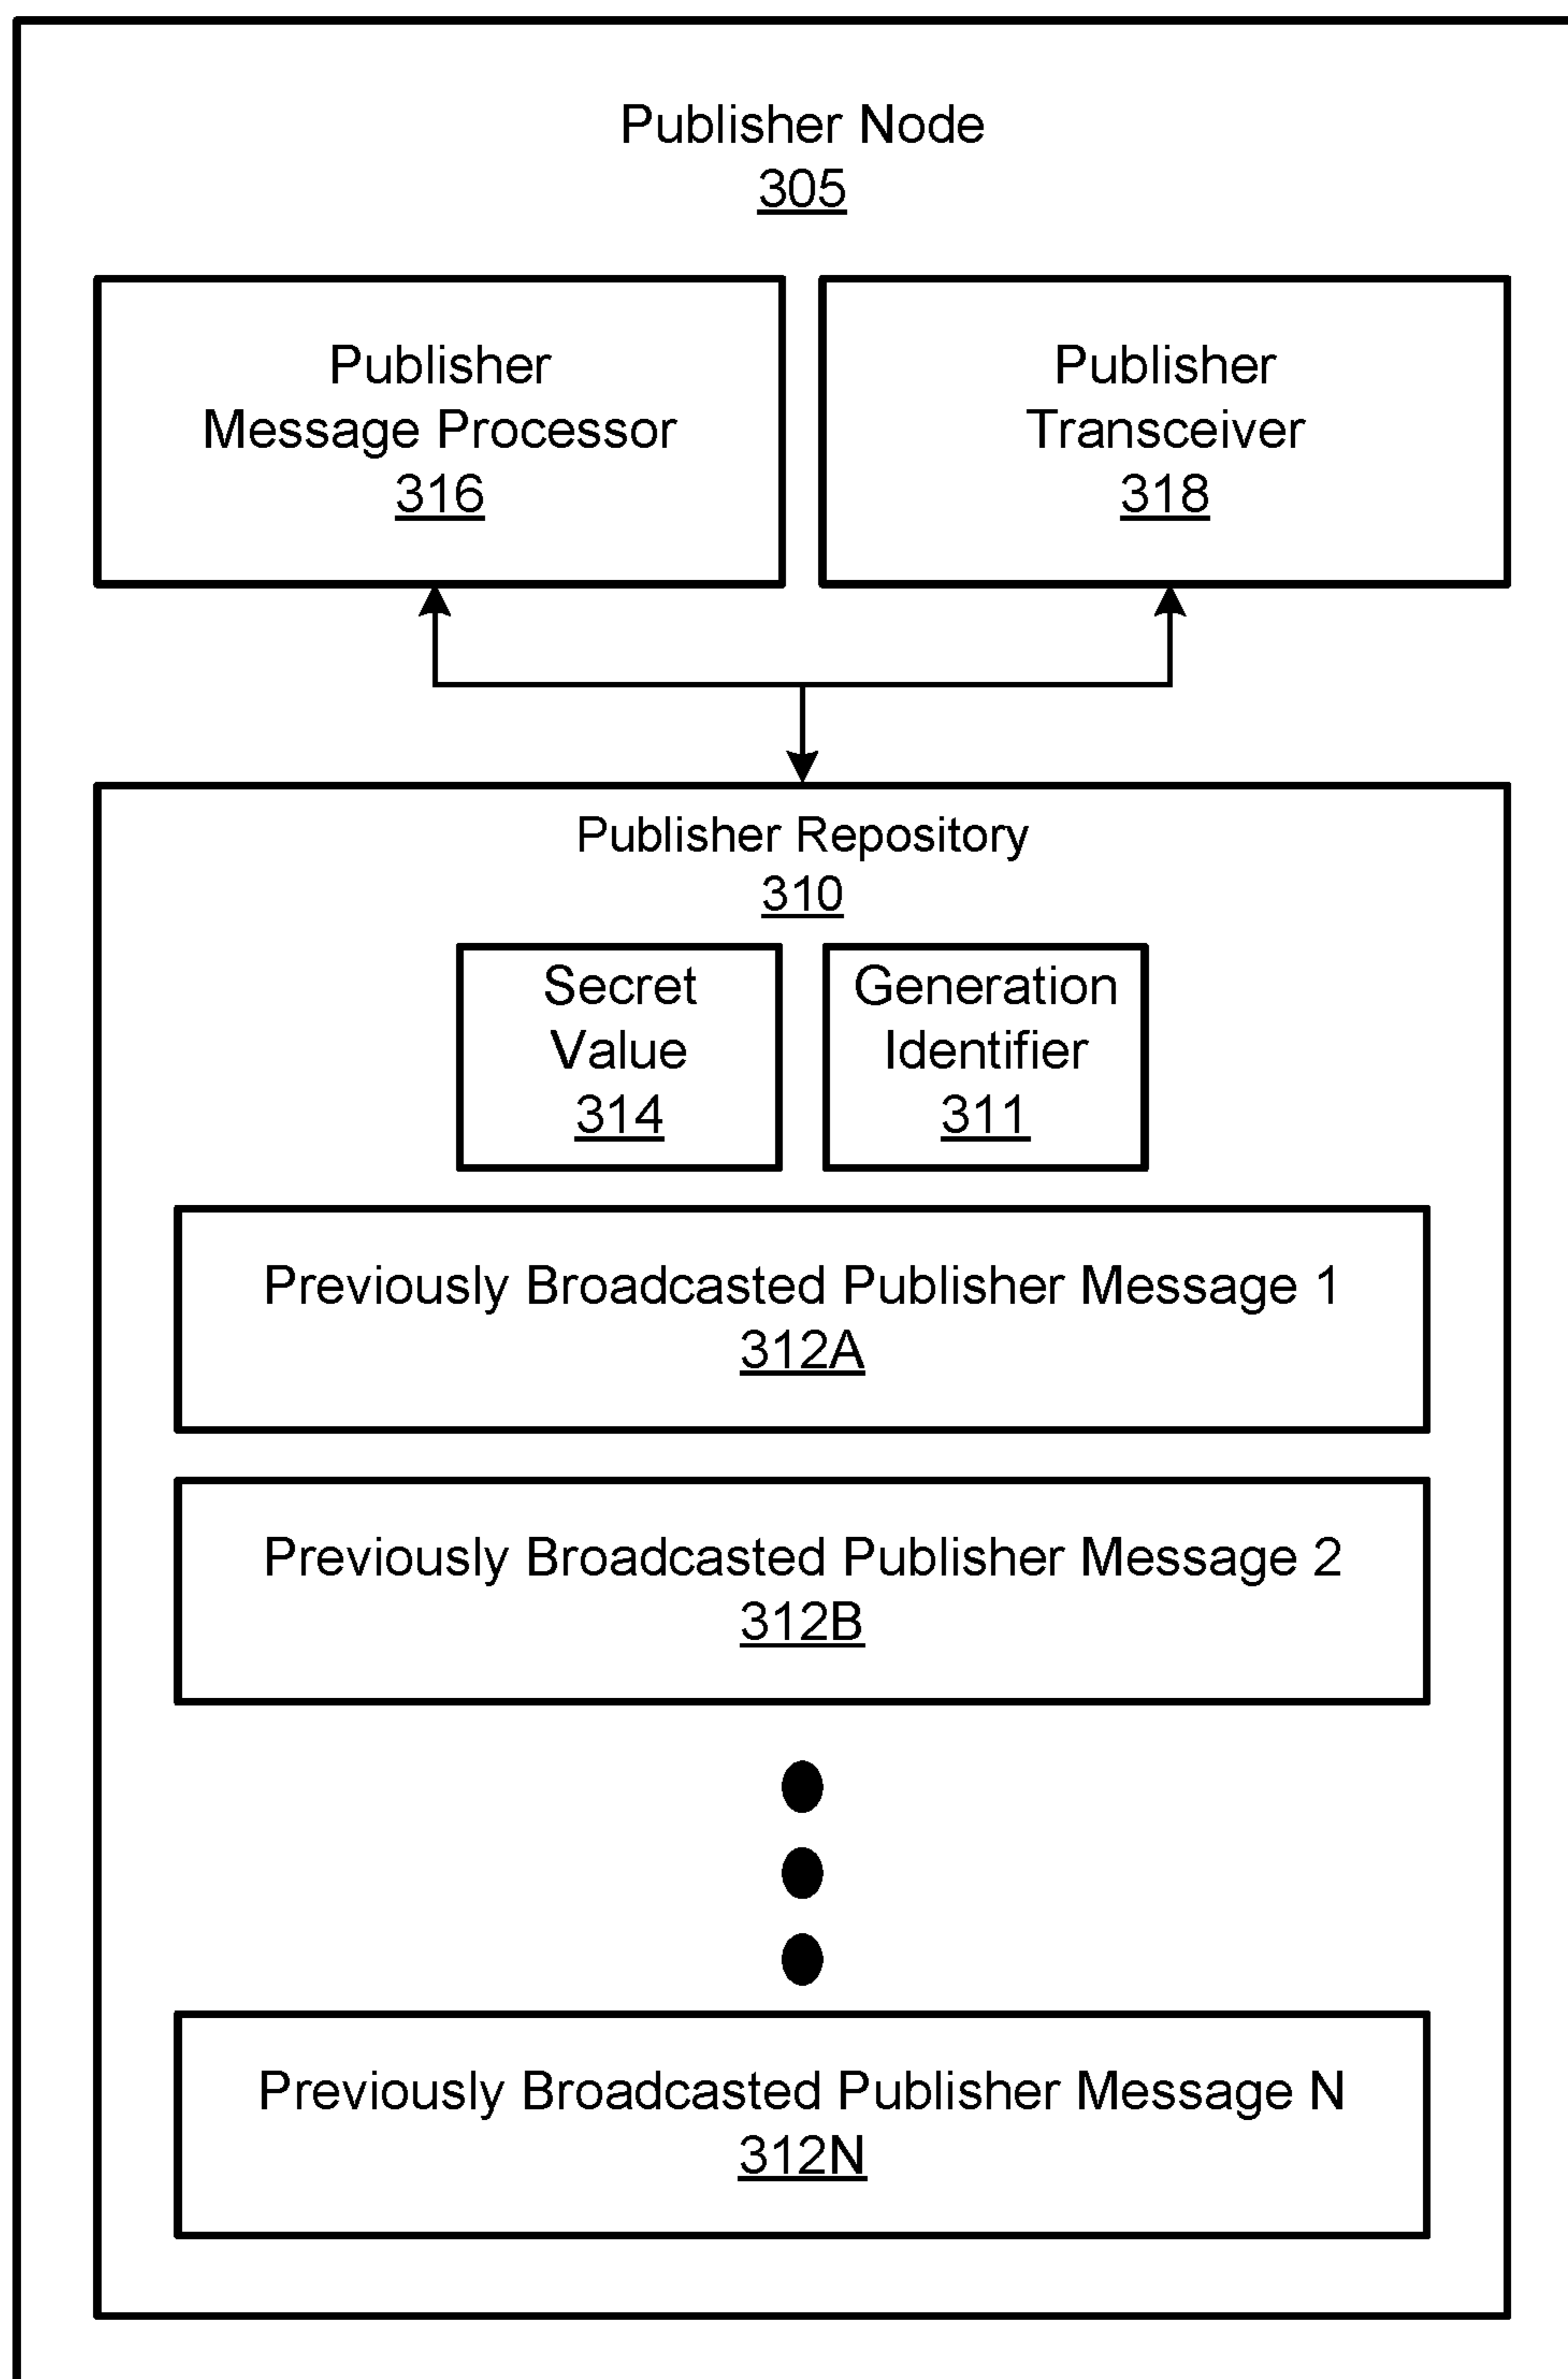 Publisher Node
305
Publisher
Message Processor
316
Publisher
Transceiver
318
Publisher Repository
310
Secret
Value
314
Generation
Identifier
311
Previously Broadcasted Publisher Message 1
312A
Previously Broadcasted Publisher Message 2
312B
Previously Broadcasted Publisher Message N
312N